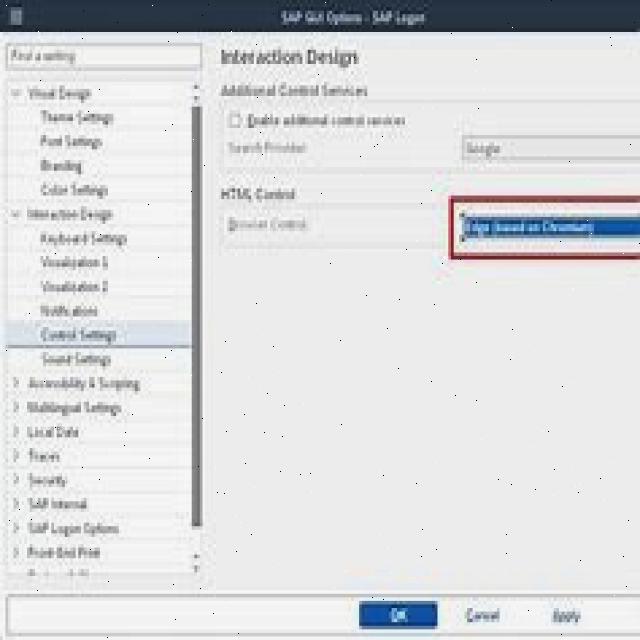 SAP GUI Options - SAP Logon
Find a setting
Visual Design
Theme Settings
Font Settings
Branding
Color Settings
Interaction Design
Keyboard Settings
Visualization 1
Visualization 2
Notifications
Control Settings
Sound Settings
Accessibility & Scripting
Multilingual Settings
Local Data
Traces
Security
SAP Internal
SAP Logon Options
Front-End Print
Interaction Design
Additional Control Services
Enable additional control services
Search Provider:
Google
HTML Control
Browser Control:
Edge (based on Chromium)
OK
Cancel
Apply